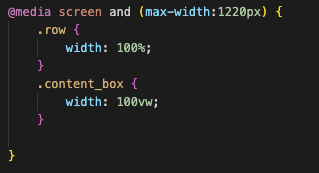 @media screen and (max-width:1220px) {
    .row {
        width: 100%;
    }
    .content_box {
        width: 100vw;
    }

}